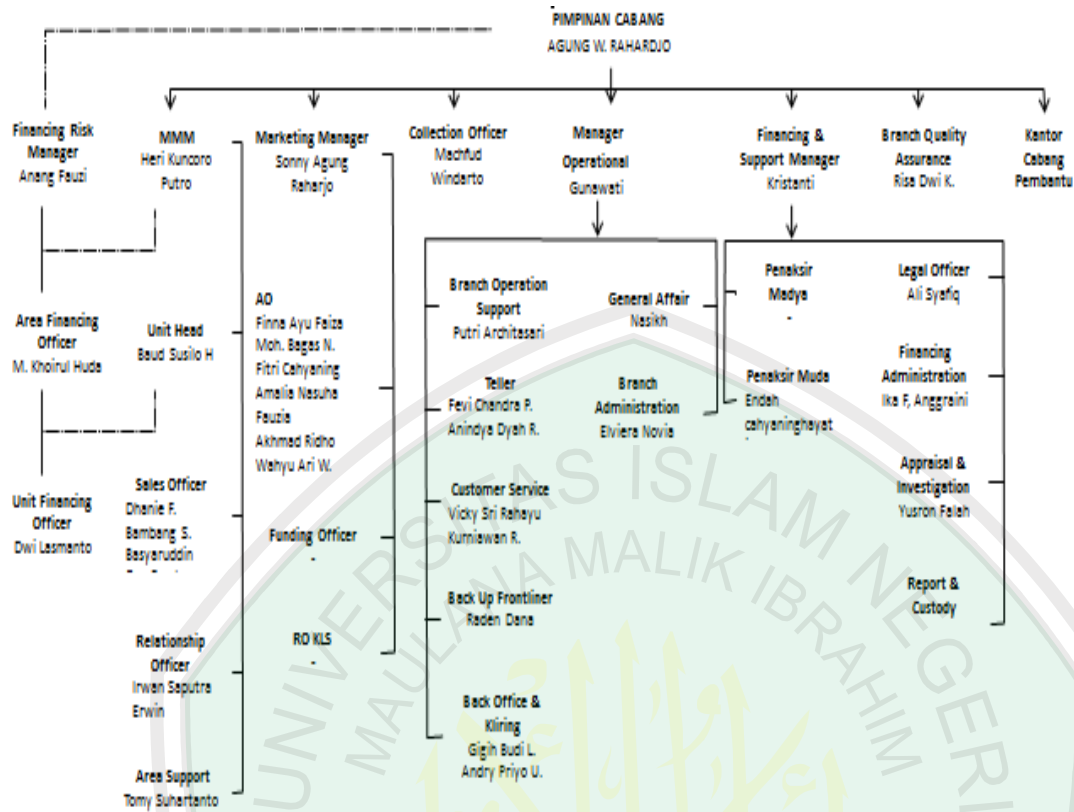 PIMPINAN CABANG
AGUNG W. RAHARDJO
Financing Risk
Manager
Anang Fauzi
MMM
Heri Kuncoro
Putro
Marketing Manager
Sonny Agung
Raharjo
Collection Officer
Machfud
Windarto
Manager
Operational
Gunawati
Financing &
Support Manager
Kristanti
Branch Quality
Assurance
Risa Dwi K.
Kantor
Cabang
Pembantu
Area Financing
Officer
M. Khoirul Huda
Unit Financing
Officer
Dwi Lasmanto
Unit Head
Baud Susilo H
Sales Officer
Dhanie F.
Bambang S.
Basyaruddin
Relationship
Officer
Irwan Saputra
Erwin
Area Support
Tomy Suhartanto
AO
Finna Ayu Faiza
Moh. Bagas N.
Fitri Cahyaning
Amalia Nasuha
Fauzia
Akhmad Ridho
Wahyu Ari W.
Funding Officer
-
RO KLS
-
Branch Operation
Support
Putri Architasari
Teller
Fevi Chandra P.
Anindya Dyah R.
Customer Service
Vicky Sri Rahayu
Kurniawan R.
Back Up Frontliner
Raden Dana
Back Office &
Kliring
Gigih Budi L.
Andry Priyo U.
General Affair
Nasikh
Branch
Administration
Elviera Novia
Penaksir
Madya
-
Penaksir Muda
Endah
cahyaninghayat
Legal Officer
Ali Syafiq
Financing
Administration
Ika F, Anggraini
Appraisal &
Investigation
Yusron Falah
Report &
Custody
UNIVERSITAS ISLAM NEGERI
MAULANA MALIK IBRAHIM